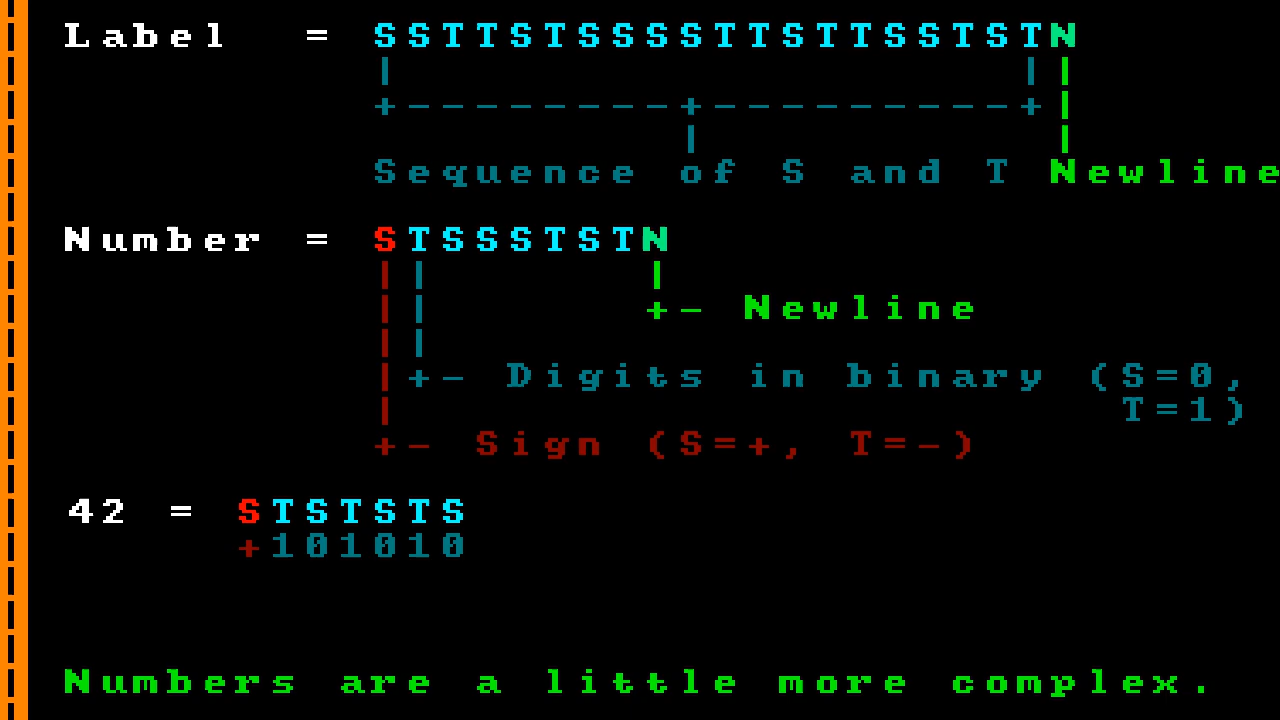 Label = SSTTSTSSSSTTSTTSSTSTN
Sequence of S and T Newline
Number = STSSSTSTN
Newline
Digits in binary (S=0,
T=1)
Sign (S=+, T=-)
42 = STSTSTS
+101010
Numbers are a little more complex.